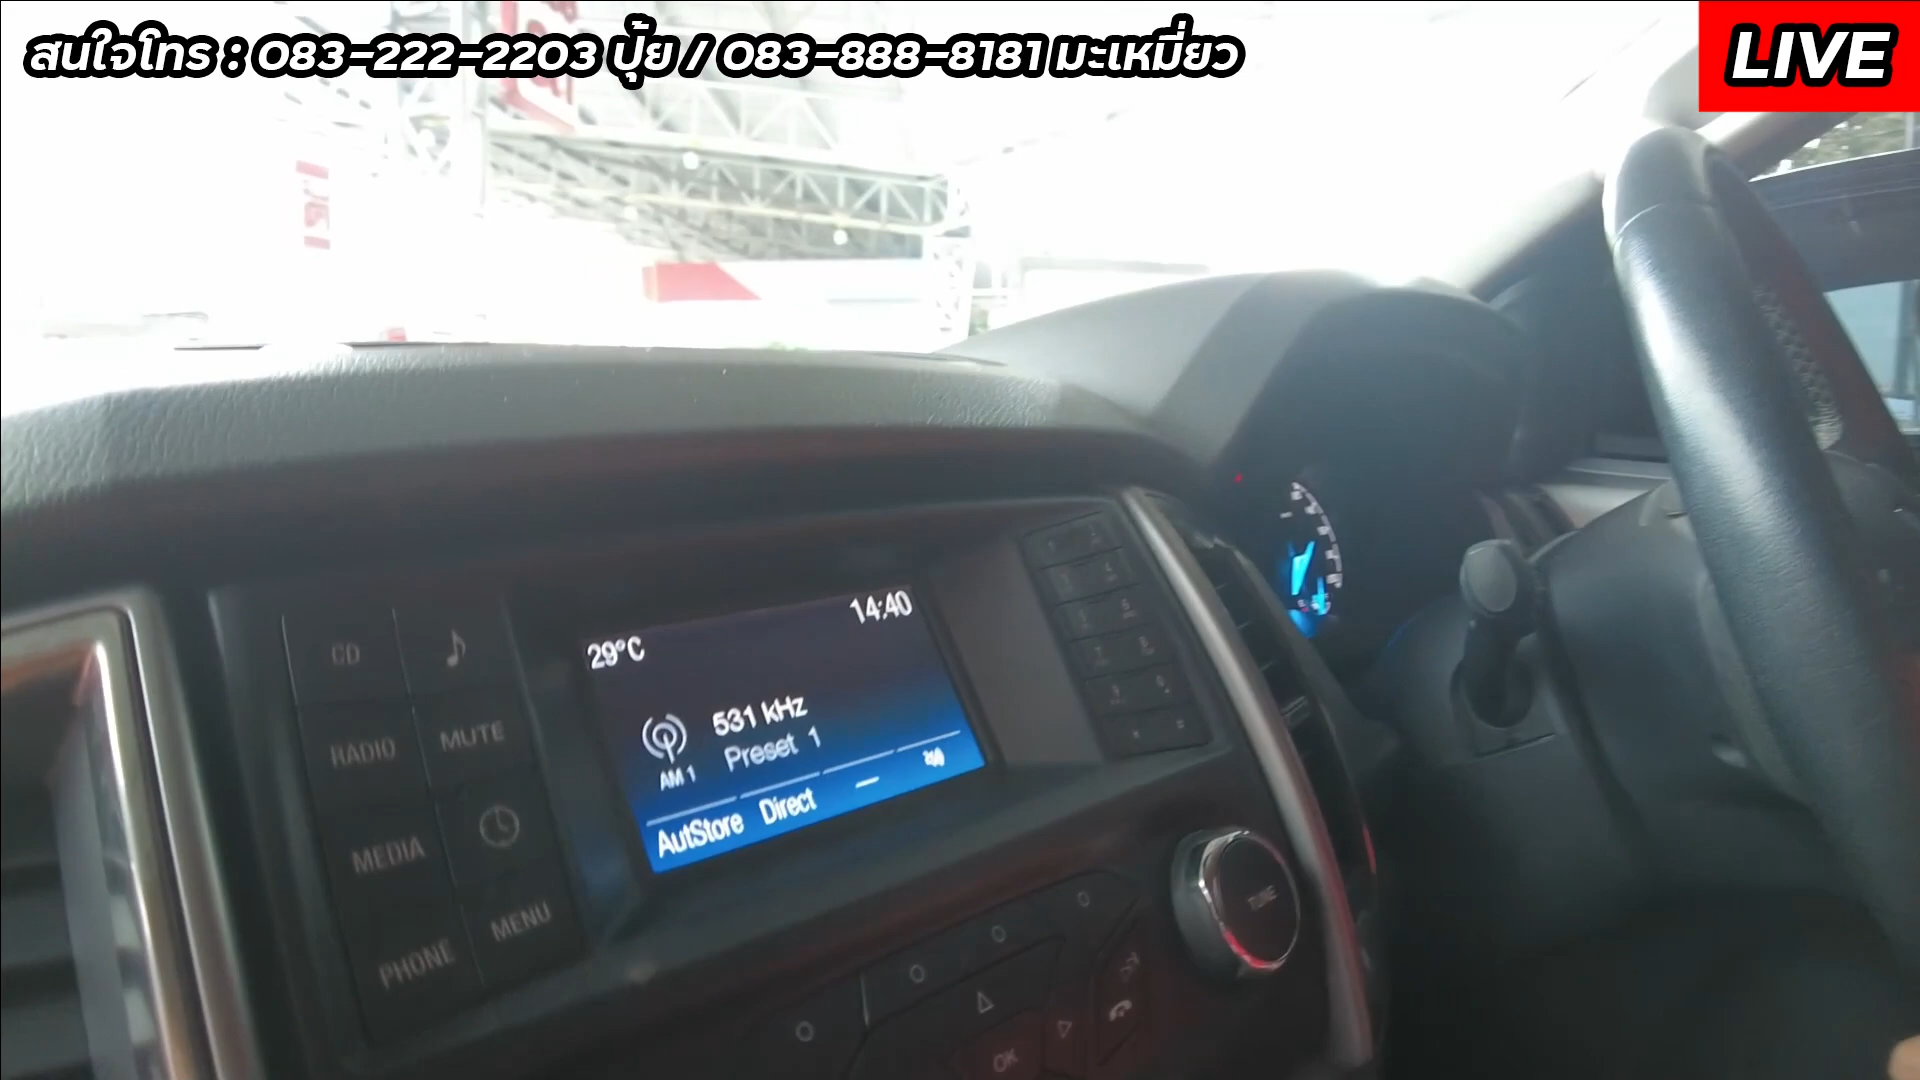 สนใจโทร : 083-222-2203 ปุ้ย / 083-888-8181 มะเหมี่ยว
LIVE
14:40
29°C
531 kHz
Preset 1
AM 1
AutStore Direct
CD
RADIO MUTE
MEDIA
PHONE MENU
TUNE
OK